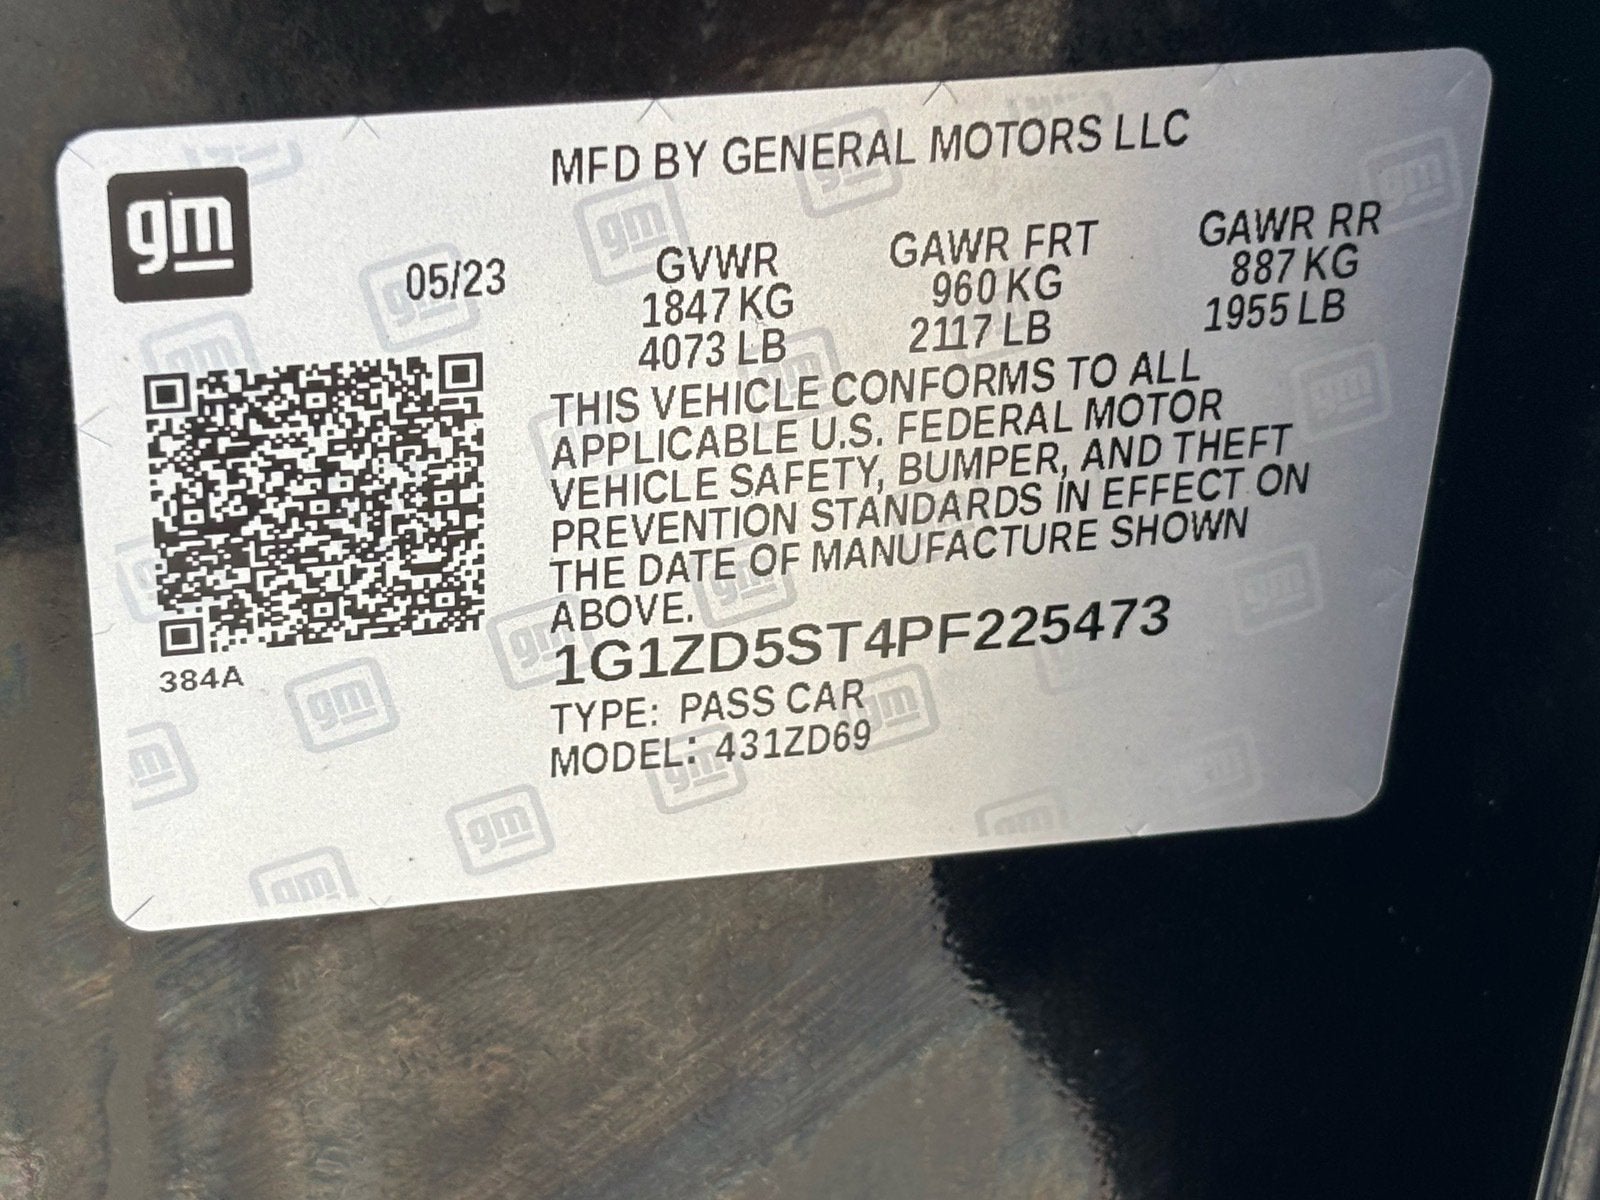 gm
MFD BY GENERAL MOTORS LLC
05/23
GVWR
1847 KG
4073 LB
GAWR FRT
960 KG
2117 LB
GAWR RR
887 KG
1955 LB
THIS VEHICLE CONFORMS TO ALL
APPLICABLE U.S. FEDERAL MOTOR
VEHICLE SAFETY, BUMPER, AND THEFT
PREVENTION STANDARDS IN EFFECT ON
THE DATE OF MANUFACTURE SHOWN
ABOVE.
1G1ZD5ST4PF225473
TYPE: PASS CAR
MODEL: 431ZD69
384A